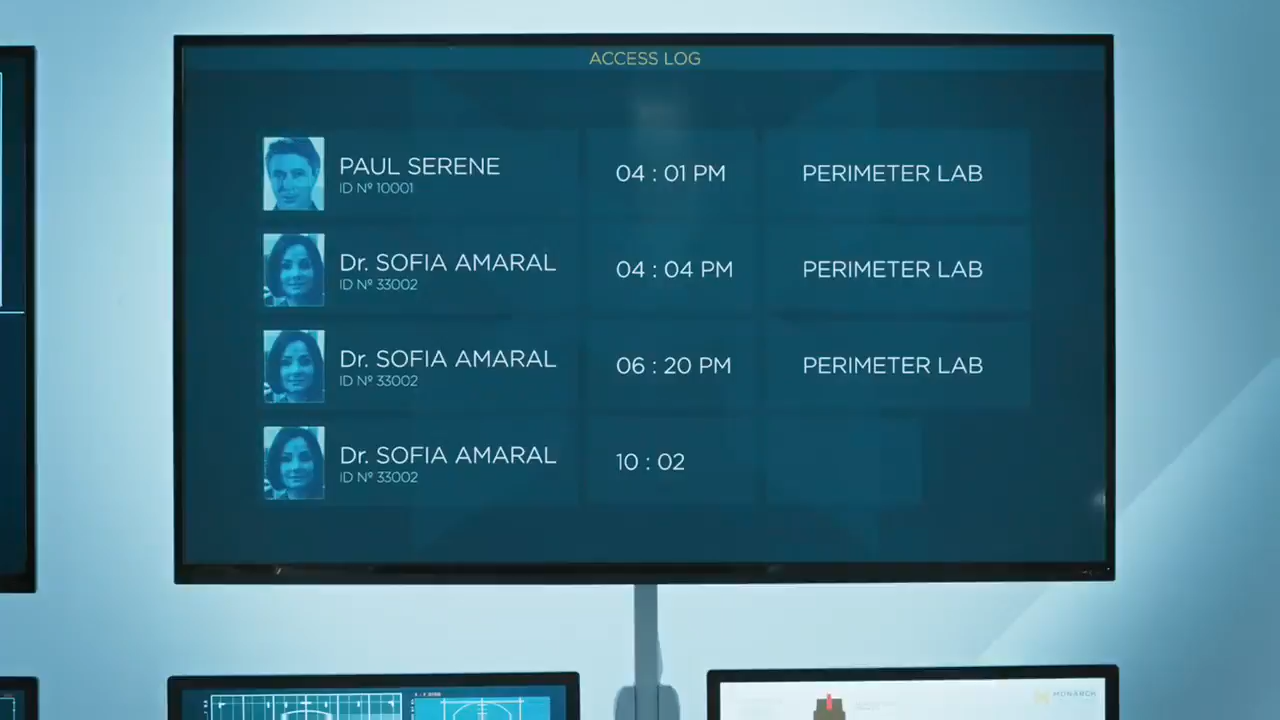 ACCESS LOG
PAUL SERENE
ID Nº 10001
04 : 01 PM
PERIMETER LAB
Dr. SOFIA AMARAL
ID Nº 33002
04 : 04 PM
PERIMETER LAB
Dr. SOFIA AMARAL
ID Nº 33002
06 : 20 PM
PERIMETER LAB
Dr. SOFIA AMARAL
ID Nº 33002
10 : 02
MONARCH